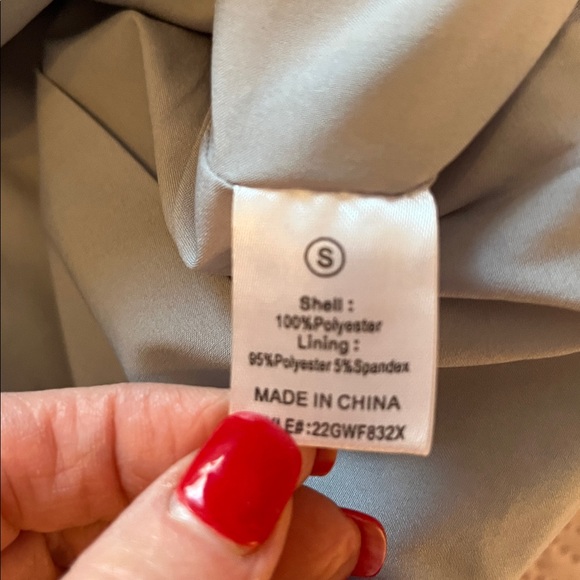 S
Shell :
100%Polyester
Lining :
95%Polyester 5%Spandex
MADE IN CHINA
LE#:22GWF832X